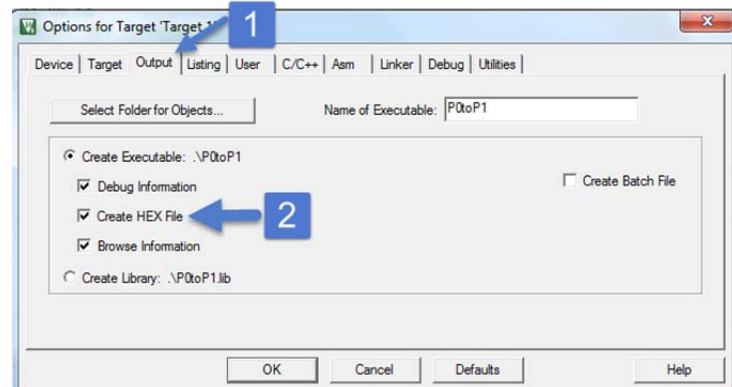 Options for Target 'Target 1'
1
Device Target Output Listing User C/C++ Asm Linker Debug Utilities
Select Folder for Objects... Name of Executable: P0toP1
Create Executable: .\P0toP1
Debug Information Create Batch File
Create HEX File 2
Browse Information
Create Library: .\P0toP1.lib
OK Cancel Defaults Help